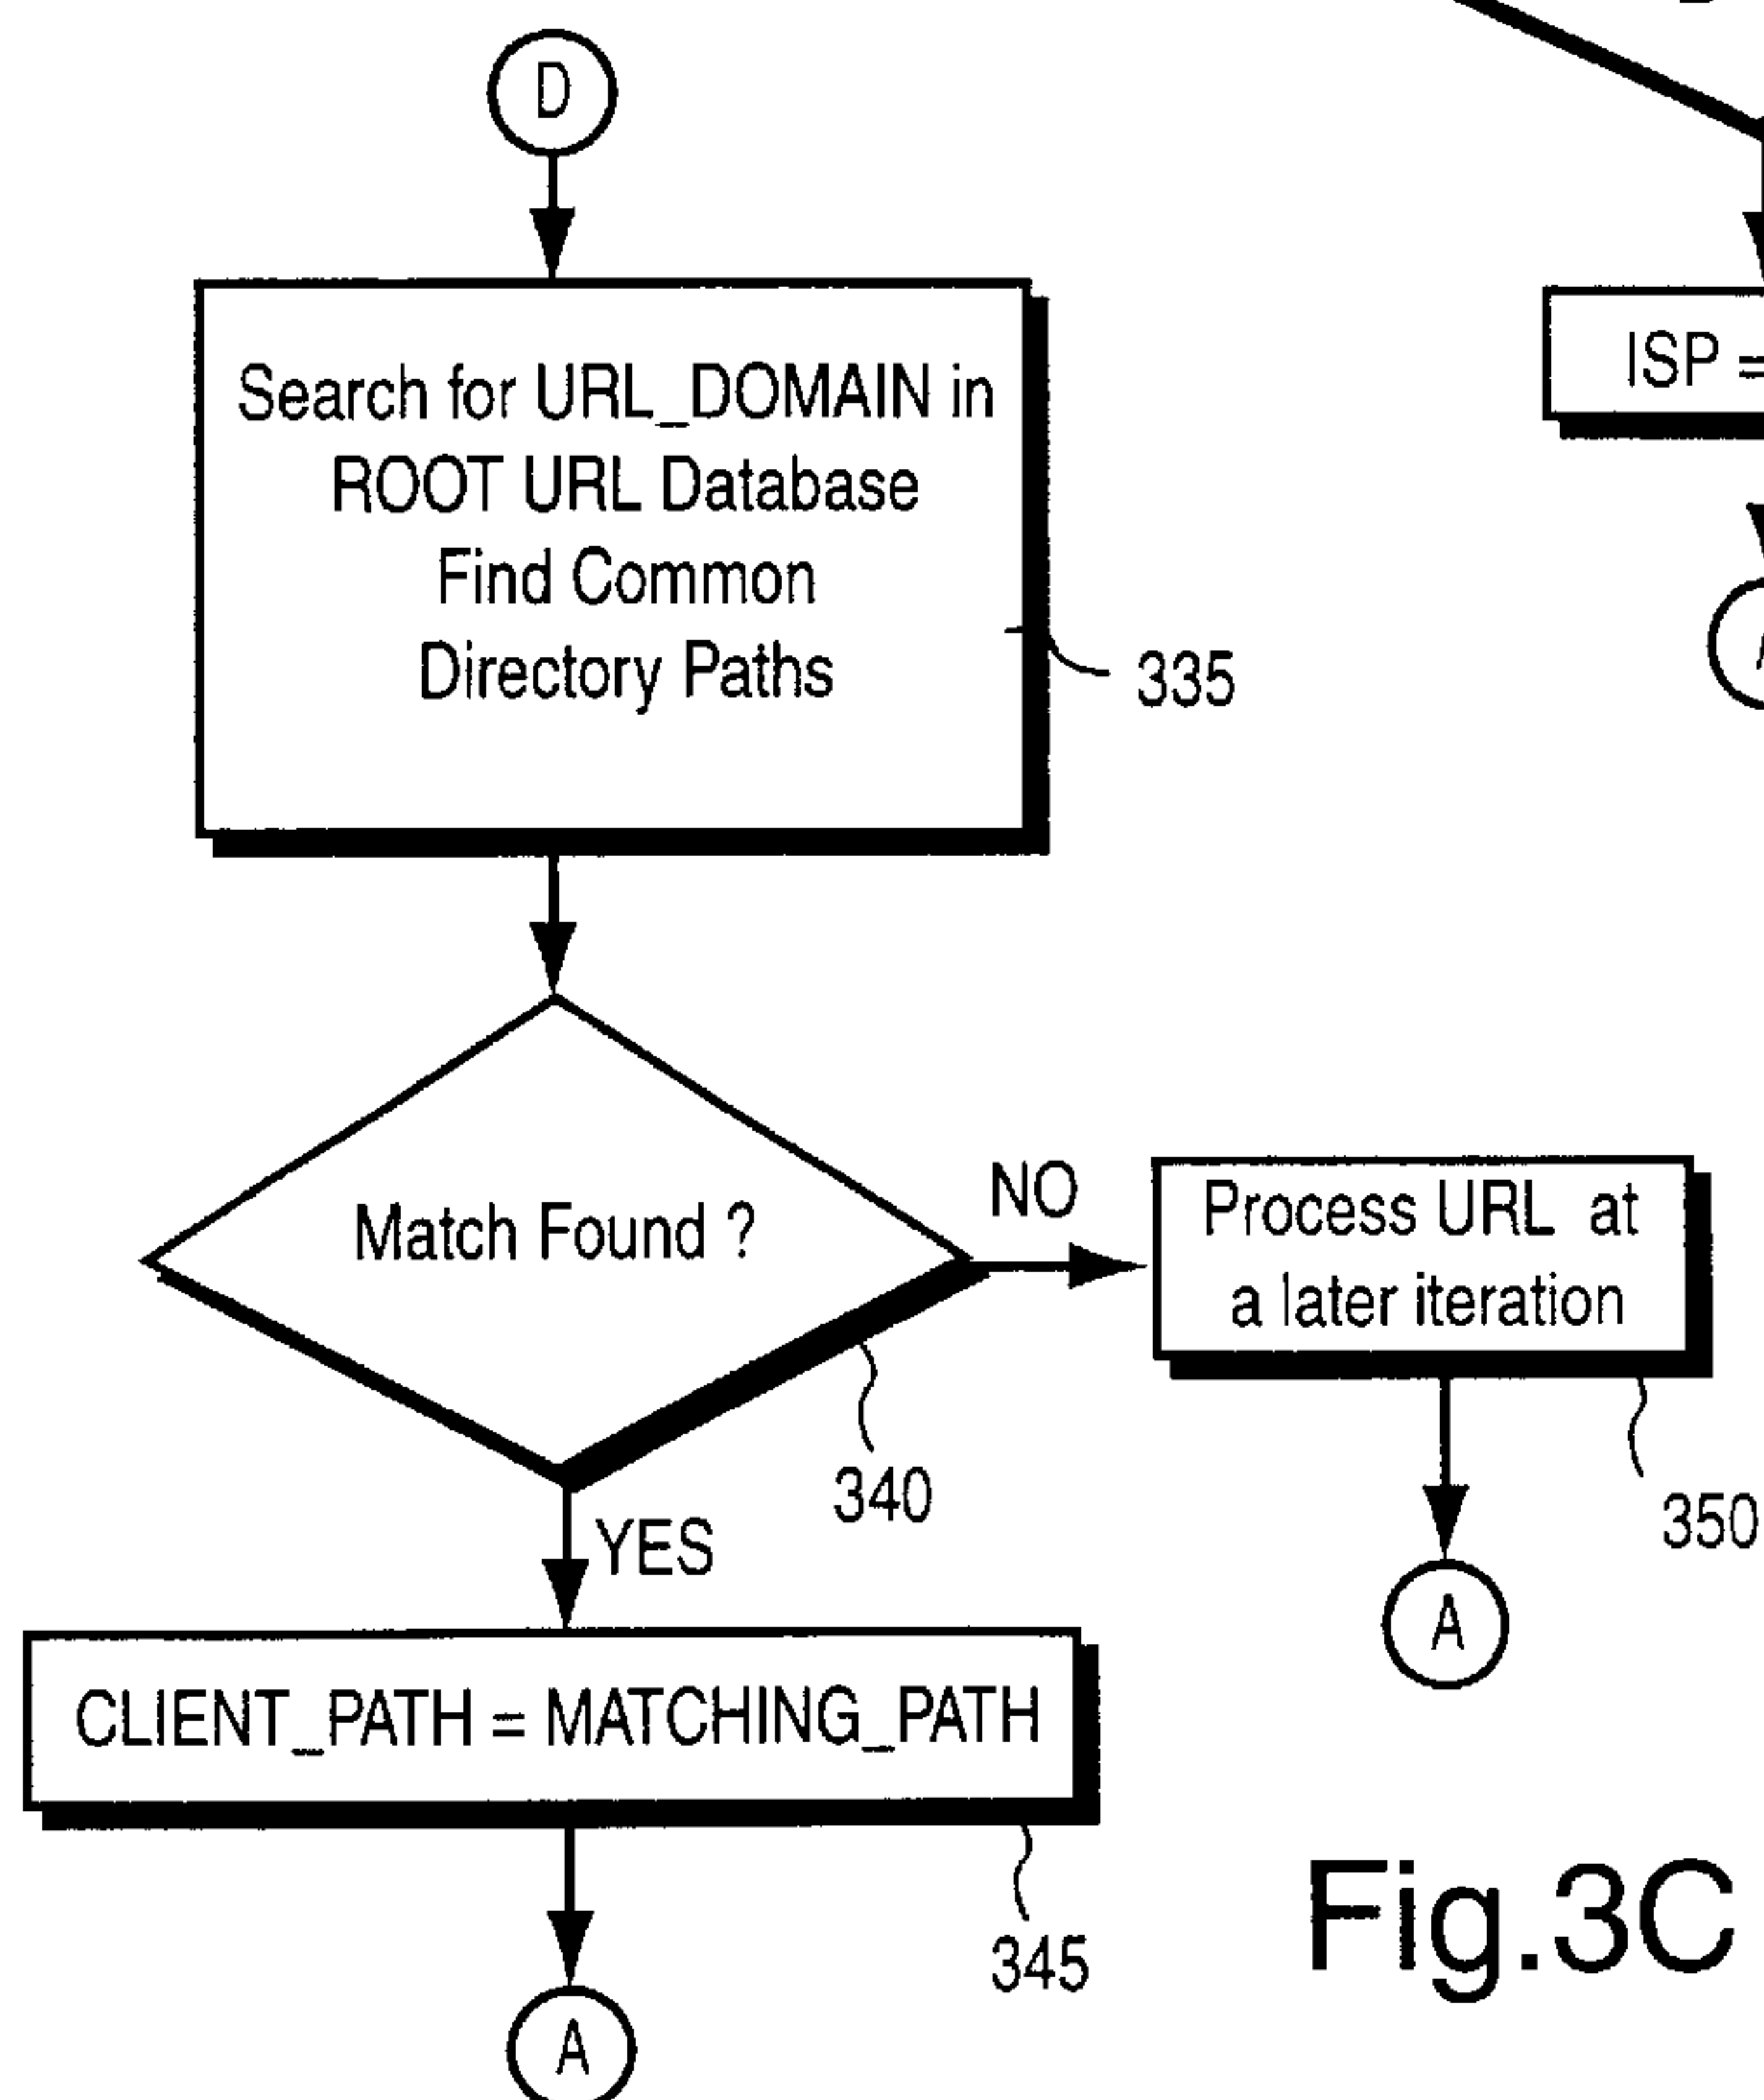 D
Search for URL_DOMAIN in
ROOT URL Database
Find Common
Directory Paths
335
ISP =
Match Found ?
NO
Process URL at
a later iteration
340
350
YES
A
CLIENT_PATH = MATCHING_PATH
345
A
Fig.3C